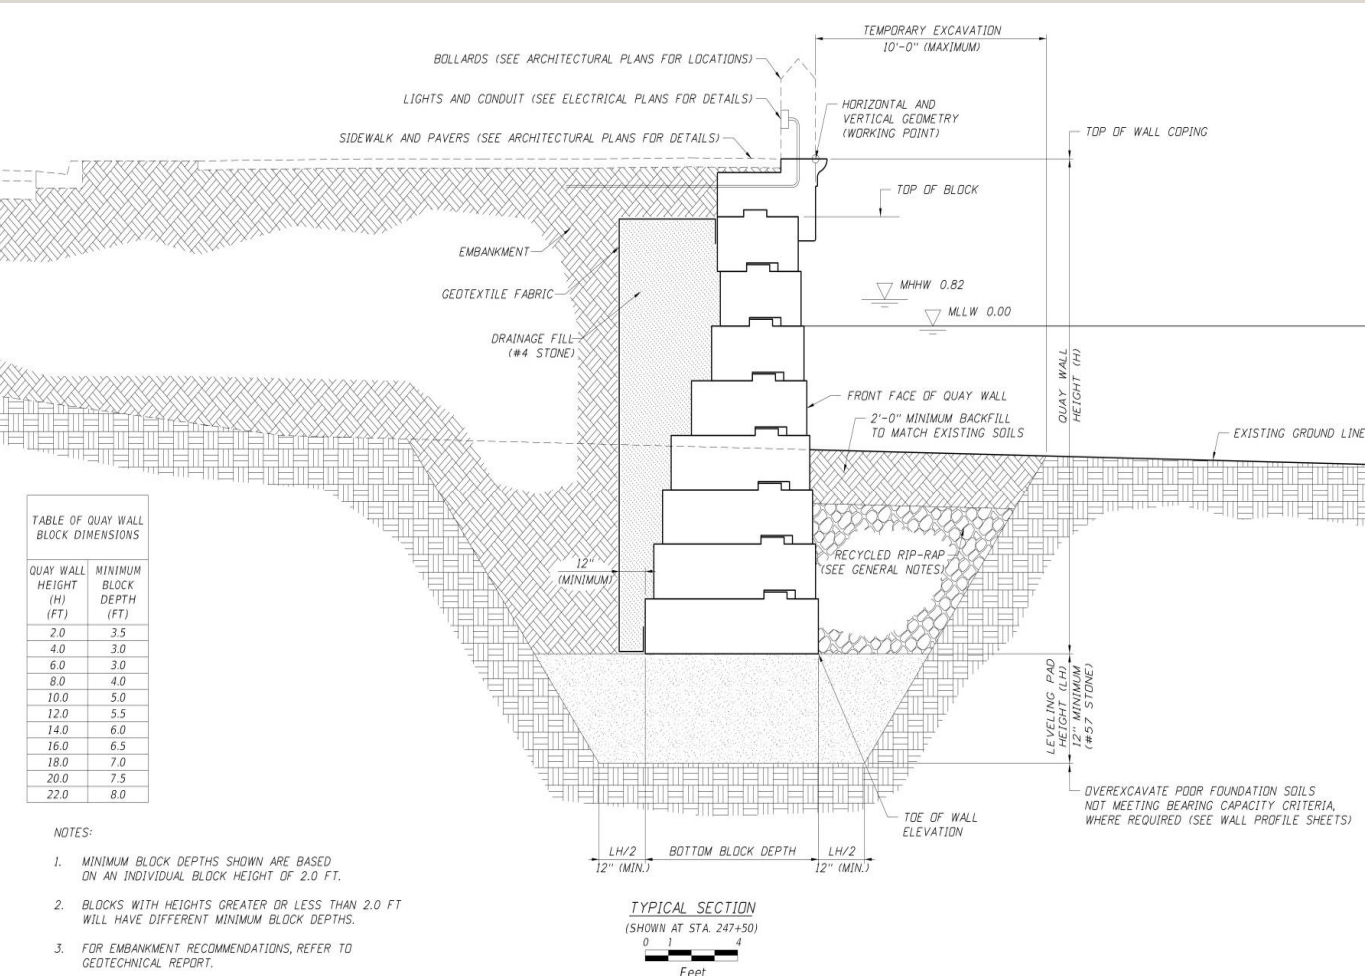 TEMPORARY EXCAVATION
10'-0" (MAXIMUM)
BOLLARDS (SEE ARCHITECTURAL PLANS FOR LOCATIONS)
LIGHTS AND CONDUIT (SEE ELECTRICAL PLANS FOR DETAILS)
HORIZONTAL AND
VERTICAL GEOMETRY
(WORKING POINT)
SIDEWALK AND PAVERS (SEE ARCHITECTURAL PLANS FOR DETAILS)
TOP OF WALL COPING
TOP OF BLOCK
EMBANKMENT
GEOTEXTILE FABRIC
MHHW 0.82
MLLW 0.00
DRAINAGE FILL
(#4 STONE)
QUAY WALL
HEIGHT (H)
FRONT FACE OF QUAY WALL
2'-0" MINIMUM BACKFILL
TO MATCH EXISTING SOILS
EXISTING GROUND LINE
RECYCLED RIP-RAP
(SEE GENERAL NOTES)
12"
(MINIMUM)
LEVELING PAD
HEIGHT (LH)
12" MINIMUM
(#57 STONE)
OVEREXCAVATE POOR FOUNDATION SOILS
NOT MEETING BEARING CAPACITY CRITERIA,
WHERE REQUIRED (SEE WALL PROFILE SHEETS)
TOE OF WALL
ELEVATION
LH/2
12" (MIN.)
BOTTOM BLOCK DEPTH
LH/2
12" (MIN.)
TABLE OF QUAY WALL
BLOCK DIMENSIONS
QUAY WALL
HEIGHT
(H)
(FT)
MINIMUM
BLOCK
DEPTH
(FT)
2.0 3.5
4.0 3.0
6.0 3.0
8.0 4.0
10.0 5.0
12.0 5.5
14.0 6.0
16.0 6.5
18.0 7.0
20.0 7.5
22.0 8.0
NOTES:
1. MINIMUM BLOCK DEPTHS SHOWN ARE BASED
ON AN INDIVIDUAL BLOCK HEIGHT OF 2.0 FT.
2. BLOCKS WITH HEIGHTS GREATER OR LESS THAN 2.0 FT
WILL HAVE DIFFERENT MINIMUM BLOCK DEPTHS.
3. FOR EMBANKMENT RECOMMENDATIONS, REFER TO
GEOTECHNICAL REPORT.
TYPICAL SECTION
(SHOWN AT STA. 247+50)
0 1 4
Feet